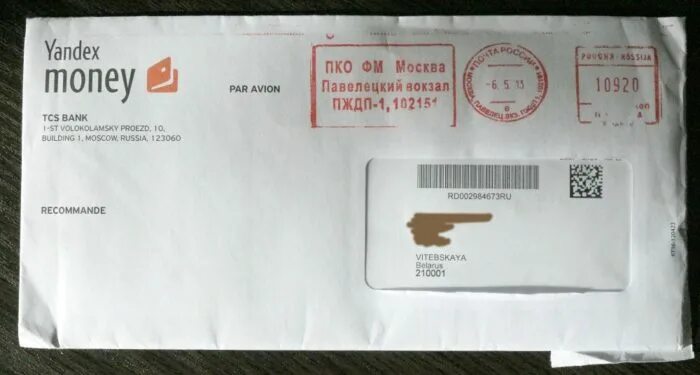 Yandex
money
PAR AVION
TCS BANK
1-ST VOLOKOLAMSKY PROEZD, 10,
BUILDING 1, MOSCOW, RUSSIA, 123060
RECOMMANDE
ПКО ФМ Москва
Павелецкий вокзал
ПЖДП-1, 102151
ПОЧТА РОССИИ
-6. 5. 13
РОССИЯ-ROSSIJA
10920
RD002984673RU
VITEBSKAYA
Belarus
210001